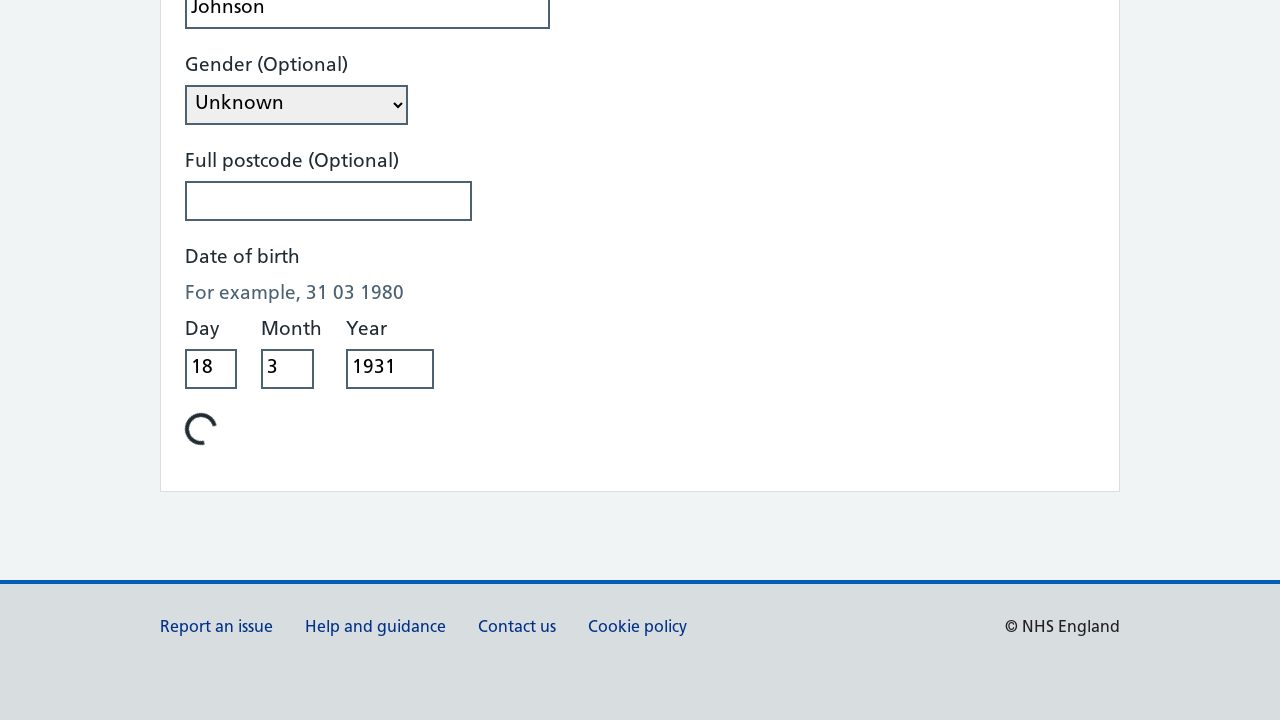 Johnson
Gender (Optional)
Unknown
Full postcode (Optional)
Date of birth
For example, 31 03 1980
Day Month Year
18 3 1931
Report an issue Help and guidance Contact us Cookie policy © NHS England